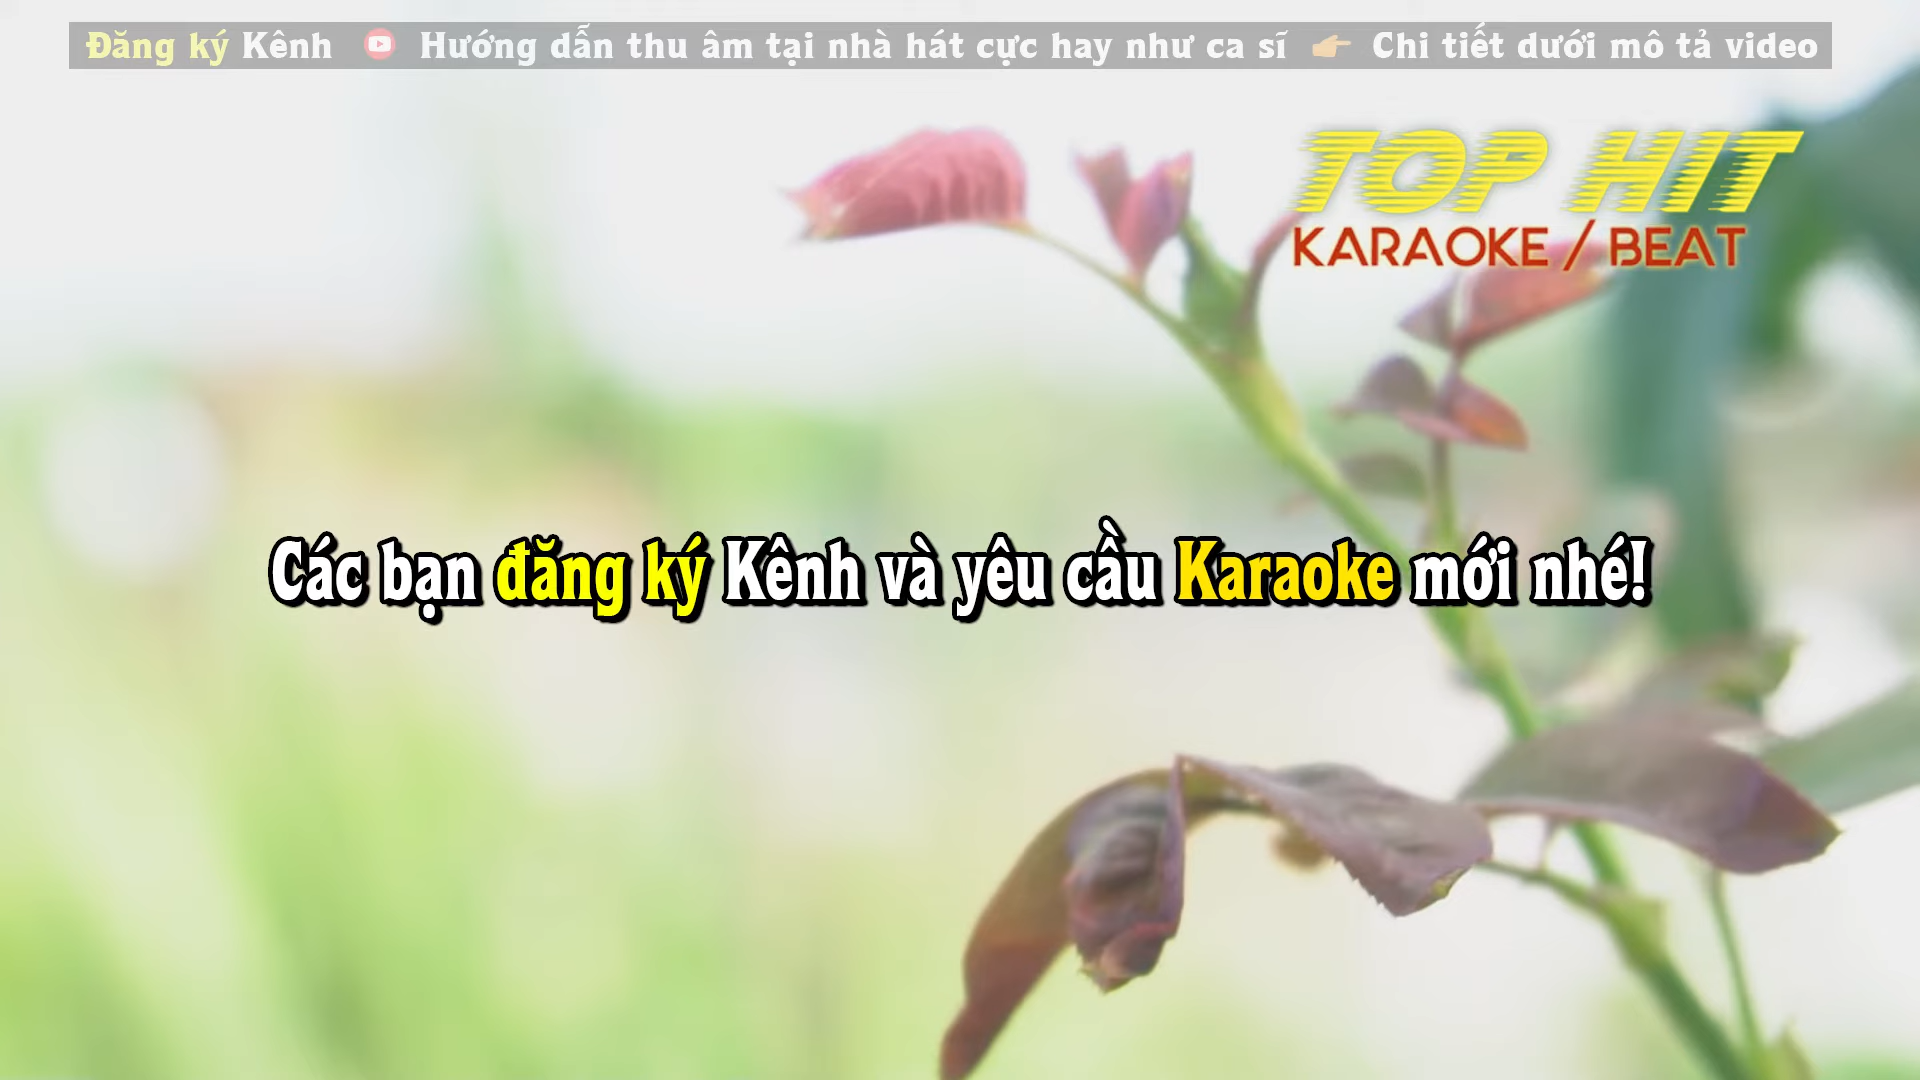 Đăng ký Kênh Hướng dẫn thu âm tại nhà hát cực hay như ca sĩ 👉 Chi tiết dưới mô tả video
TOP HIT
KARAOKE / BEAT
Các bạn đăng ký Kênh và yêu cầu Karaoke mới nhé!